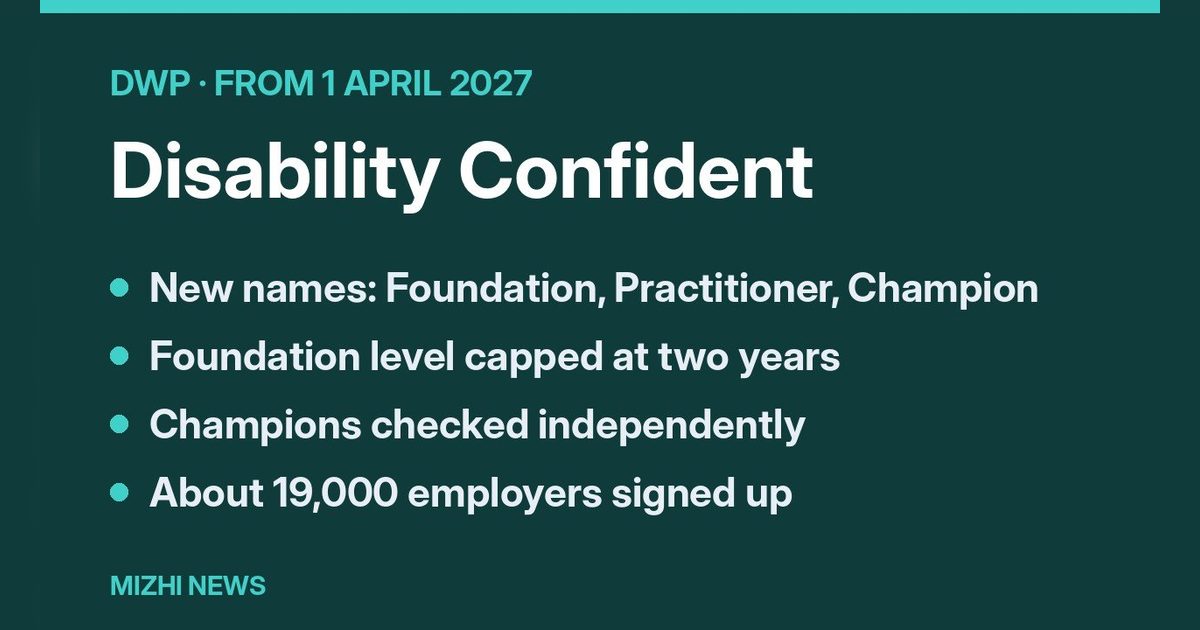 DWP · FROM 1 APRIL 2027
Disability Confident
New names: Foundation, Practitioner, Champion
Foundation level capped at two years
Champions checked independently
About 19,000 employers signed up
MIZHI NEWS